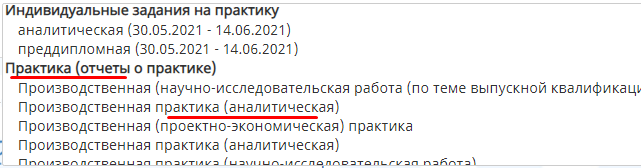 Индивидуальные задания на практику
аналитическая (30.05.2021 - 14.06.2021)
преддипломная (30.05.2021 - 14.06.2021)
Практика (отчеты о практике)
Производственная (научно-исследовательская работа (по теме выпускной квалификаци
Производственная практика (аналитическая)
Производственная (проектно-экономическая) практика
Производственная практика (аналитическая)
Производственная практика (научно-исследовательская работа)